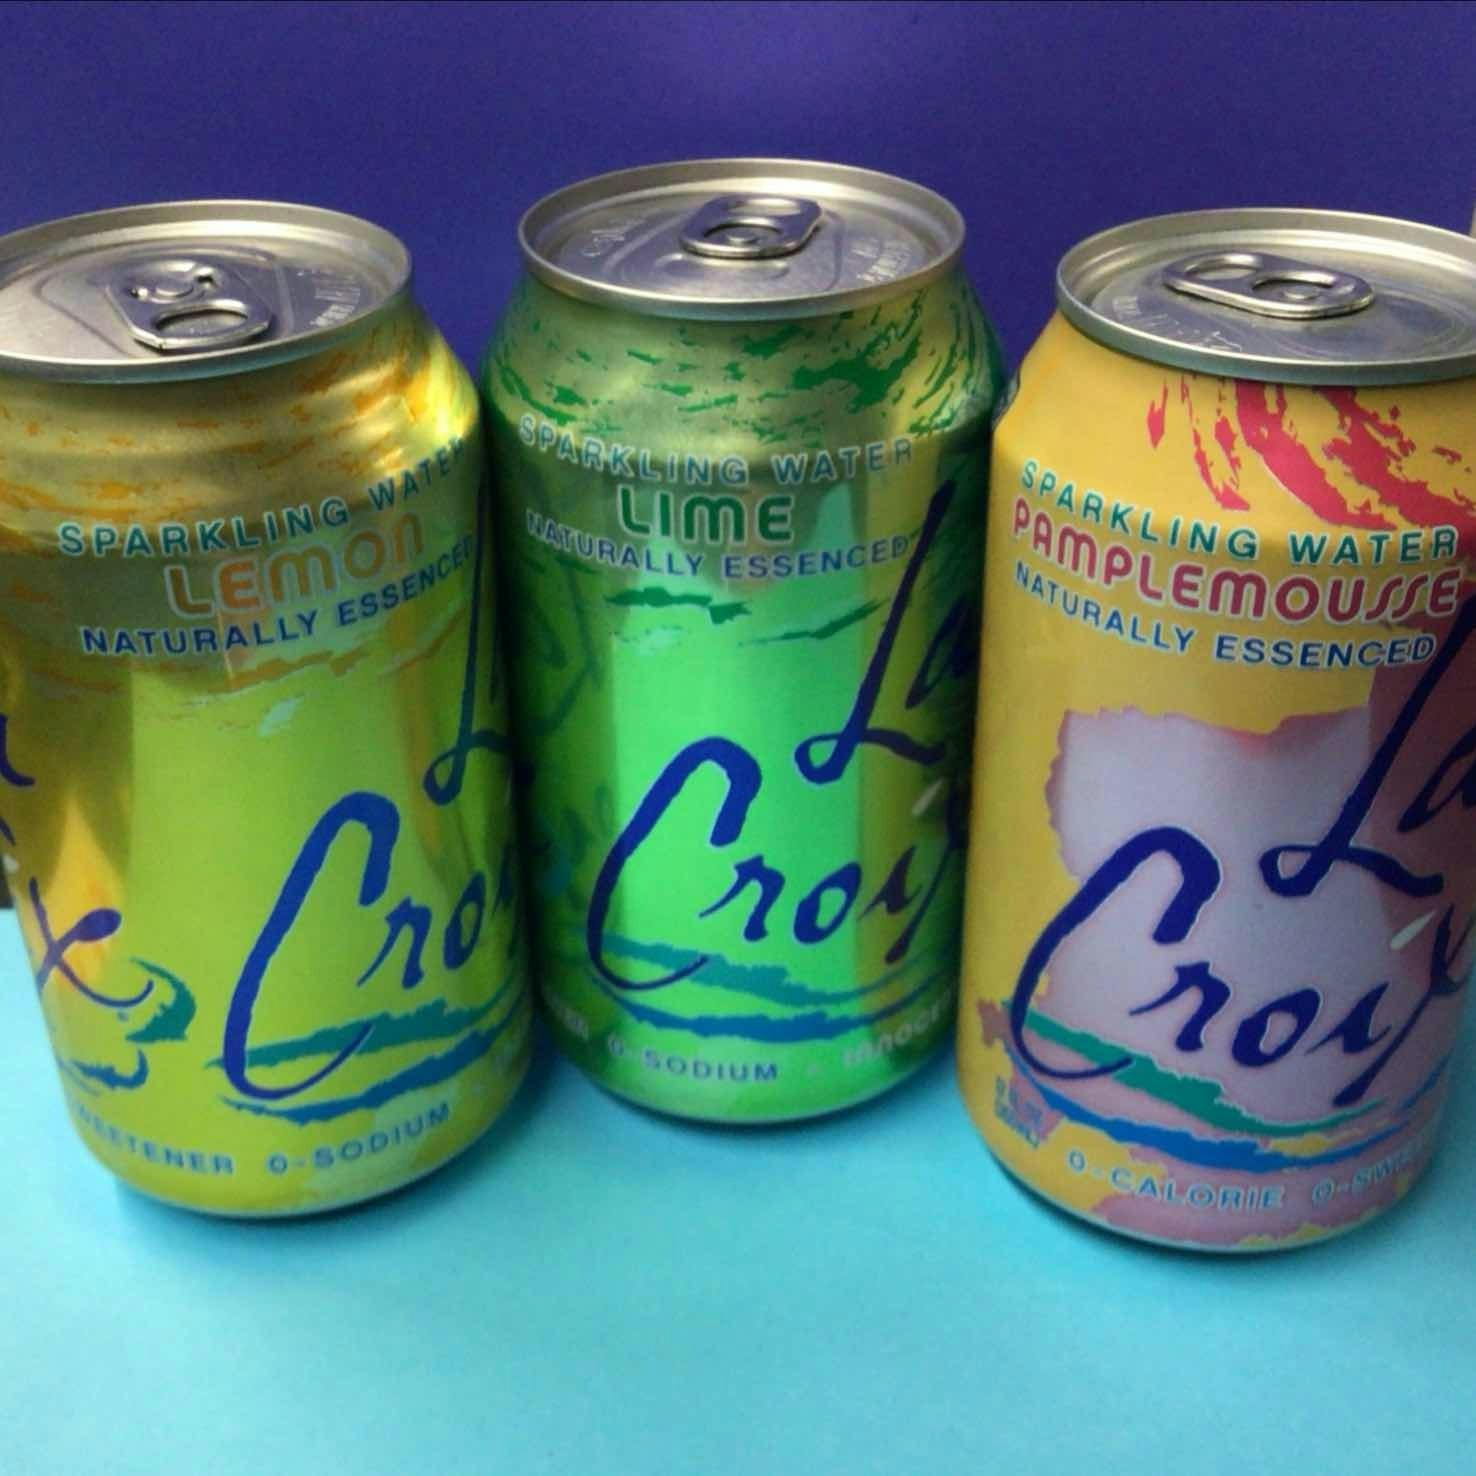 SPARKLING WATER
LEMON
NATURALLY ESSENCED
La
Croix
SWEETENER 0-SODIUM
SPARKLING WATER
LIME
NATURALLY ESSENCED
La
Croix
0-SODIUM
SPARKLING WATER
PAMPLEMOUSSE
NATURALLY ESSENCED
La
Croix
0-CALORIE